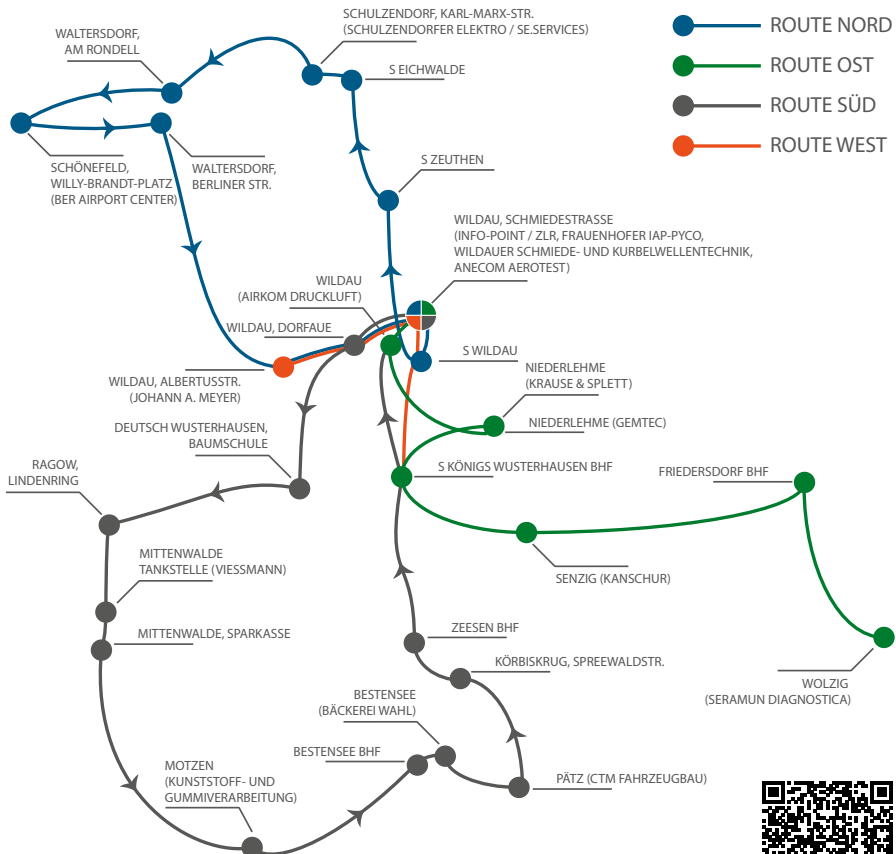 SCHULZENDORF, KARL-MARX-STR.
(SCHULZENDORFER ELEKTRO / SE.SERVICES)
WALTERSDORF,
AM RONDELL
S EICHWALDE
ROUTE NORD
ROUTE OST
ROUTE SÜD
ROUTE WEST
SCHÖNEFELD,
WILLY-BRANDT-PLATZ
(BER AIRPORT CENTER)
WALTERSDORF,
BERLINER STR.
S ZEUTHEN
WILDAU, SCHMIEDESTRASSE
(INFO-POINT / ZLR, FRAUENHOFER IAP-PYCO,
WILDAUER SCHMIEDE- UND KURBELWELLENTECHNIK,
ANECOM AEROTEST)
WILDAU
(AIRKOM DRUCKLUFT)
WILDAU, DORFAUE
S WILDAU
WILDAU, ALBERTUSSTR.
(JOHANN A. MEYER)
NIEDERLEHME
(KRAUSE & SPLETT)
NIEDERLEHME (GEMTEC)
DEUTSCH WUSTERHAUSEN,
BAUMSCHULE
RAGOW,
LINDENRING
S KÖNIGS WUSTERHAUSEN BHF
FRIEDERSDORF BHF
MITTENWALDE
TANKSTELLE (VIESSMANN)
SENZIG (KANSCHUR)
MITTENWALDE, SPARKASSE
ZEESEN BHF
KÖRBISKRUG, SPREEWALDSTR.
WOLZIG
(SERAMUN DIAGNOSTICA)
BESTENSEE
(BÄCKEREI WAHL)
BESTENSEE BHF
MOTZEN
(KUNSTSTOFF- UND
GUMMIVERARBEITUNG)
PÄTZ (CTM FAHRZEUGBAU)